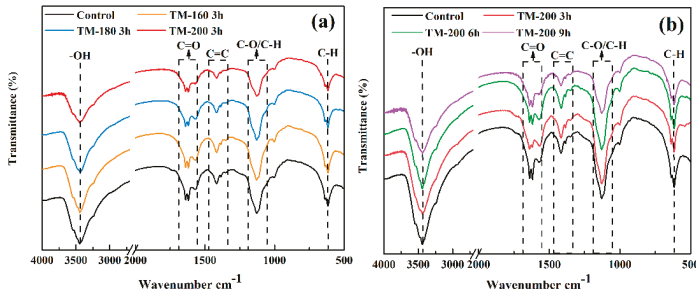 Control TM-160 3h (a)
TM-180 3h TM-200 3h
-OH C=O C=C C-O/C-H C-H
Transmittance (%)
4000 3500 3000 2000 1500 1000 500
Wavenumber cm-1
Control TM-200 3h (b)
TM-200 6h TM-200 9h
-OH C=O C=C C-O/C-H C-H
Transmittance (%)
4000 3500 3000 2000 1500 1000 500
Wavenumber cm-1